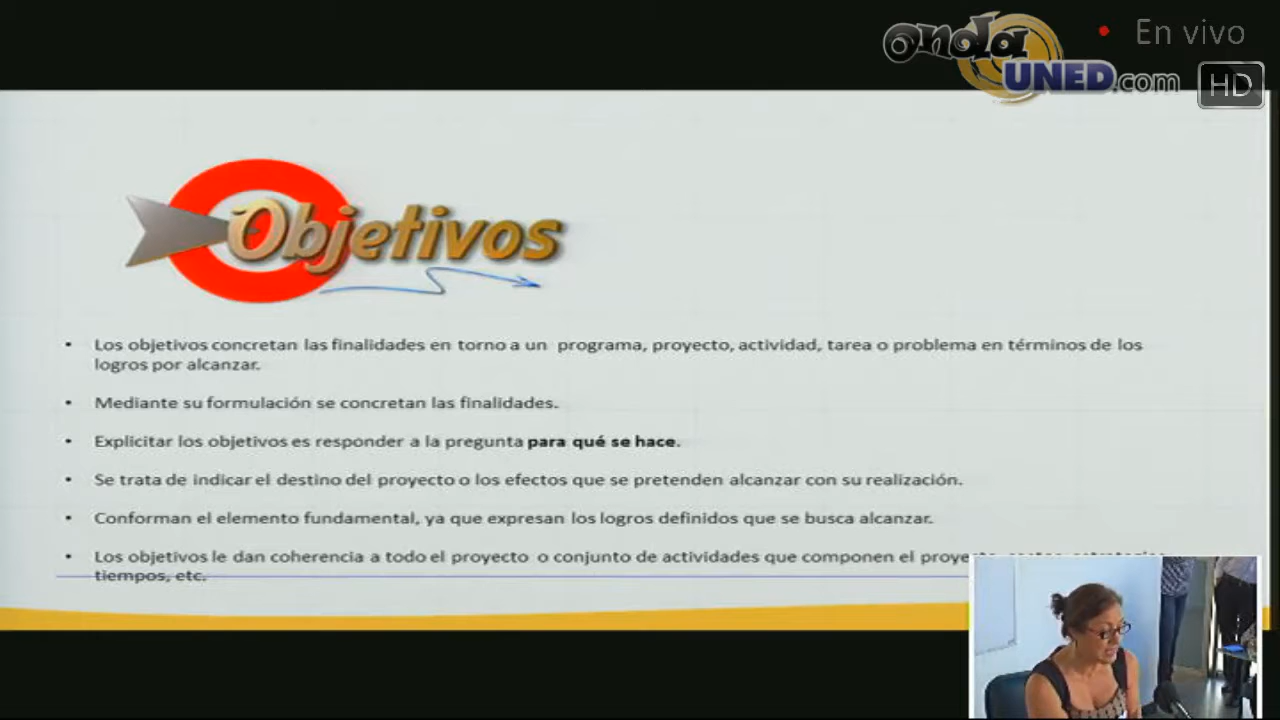 onda
UNED.com
En vivo
HD
Objetivos
• Los objetivos concretan las finalidades en torno a un programa, proyecto, actividad, tarea o problema en términos de los
logros por alcanzar.
• Mediante su formulación se concretan las finalidades.
• Explicitar los objetivos es responder a la pregunta para qué se hace.
• Se trata de indicar el destino del proyecto o los efectos que se pretenden alcanzar con su realización.
• Conforman el elemento fundamental, ya que expresan los logros definidos que se busca alcanzar.
• Los objetivos le dan coherencia a todo el proyecto o conjunto de actividades que componen el
tiempos, etc.